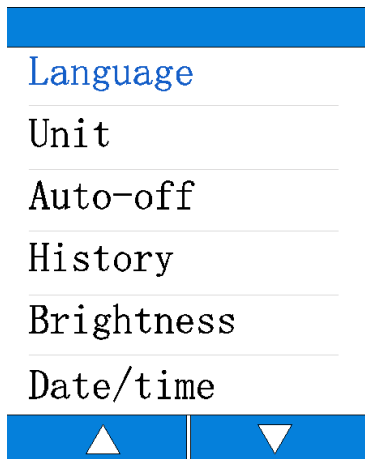 Language
Unit
Auto-off
History
Brightness
Date/time